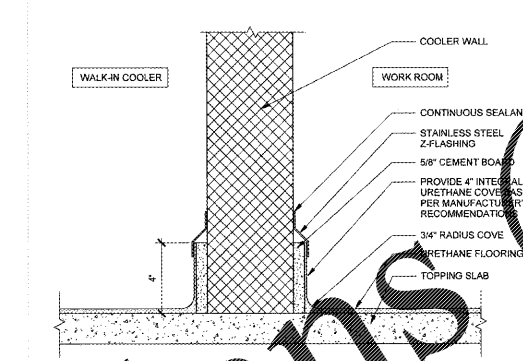 COOLER WALL
WALK-IN COOLER
WORK ROOM
CONTINUOUS SEALAN
STAINLESS STEEL
Z-FLASHING
5/8" CEMENT BOARD
PROVIDE 4" INTEGRAL
URETHANE COVE BAS
PER MANUFACTURER'
RECOMMENDATIONS
3/4" RADIUS COVE
URETHANE FLOORING
4"
TOPPING SLAB